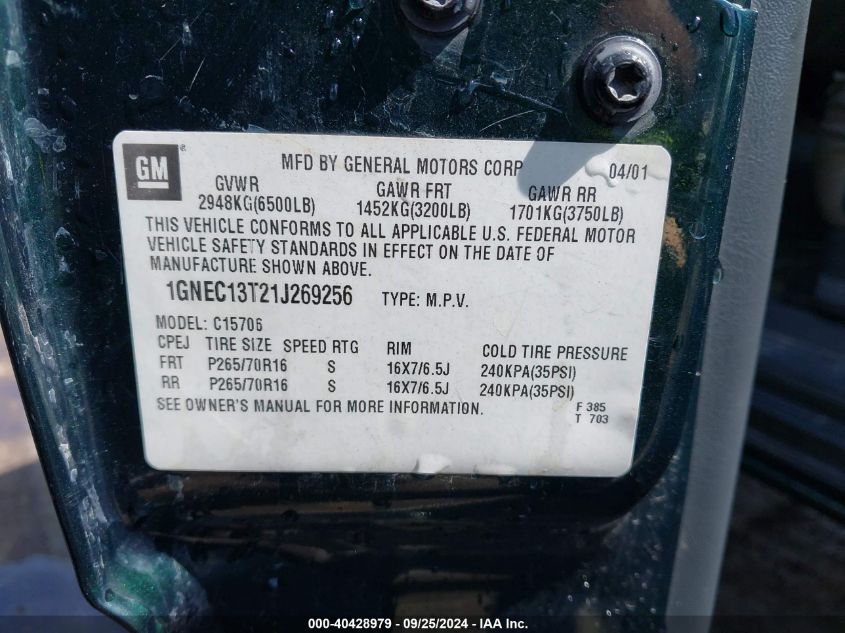 GM
MFD BY GENERAL MOTORS CORP 04/01
GVWR GAWR FRT GAWR RR
2948KG(6500LB) 1452KG(3200LB) 1701KG(3750LB)
THIS VEHICLE CONFORMS TO ALL APPLICABLE U.S. FEDERAL MOTOR
VEHICLE SAFETY STANDARDS IN EFFECT ON THE DATE OF
MANUFACTURE SHOWN ABOVE.
1GNEC13T21J269256 TYPE: M.P.V.
MODEL: C15706
CPEJ TIRE SIZE SPEED RTG RIM COLD TIRE PRESSURE
FRT P265/70R16 S 16X7/6.5J 240KPA(35PSI)
RR P265/70R16 S 16X7/6.5J 240KPA(35PSI)
SEE OWNER'S MANUAL FOR MORE INFORMATION. F 385
T 703
000-40428979 - 09/25/2024 - IAA Inc.